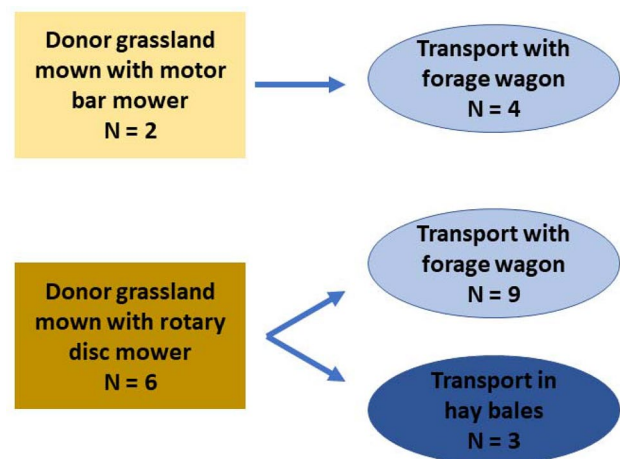 Donor grassland
mown with motor
bar mower
N = 2
Transport with
forage wagon
N = 4
Donor grassland
mown with rotary
disc mower
N = 6
Transport with
forage wagon
N = 9
Transport in
hay bales
N = 3